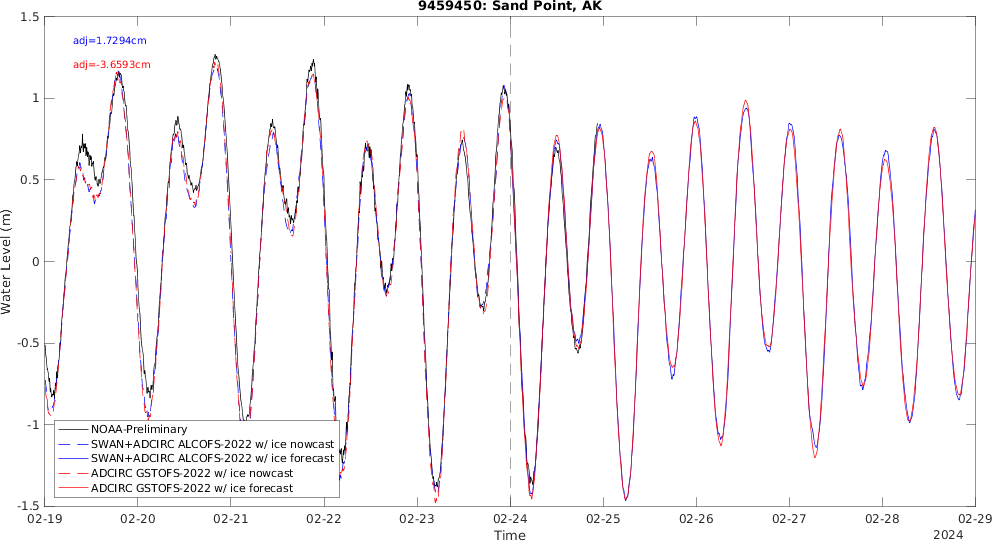 9459450: Sand Point, AK
1.5
adj=1.7294cm
adj=-3.6593cm
1
0.5
0
-0.5
-1
-1.5
Water Level (m)
NOAA-Preliminary
SWAN+ADCIRC ALCOFS-2022 w/ ice nowcast
SWAN+ADCIRC ALCOFS-2022 w/ ice forecast
ADCIRC GSTOFS-2022 w/ ice nowcast
ADCIRC GSTOFS-2022 w/ ice forecast
02-19 02-20 02-21 02-22 02-23 02-24 02-25 02-26 02-27 02-28 02-29
Time
2024